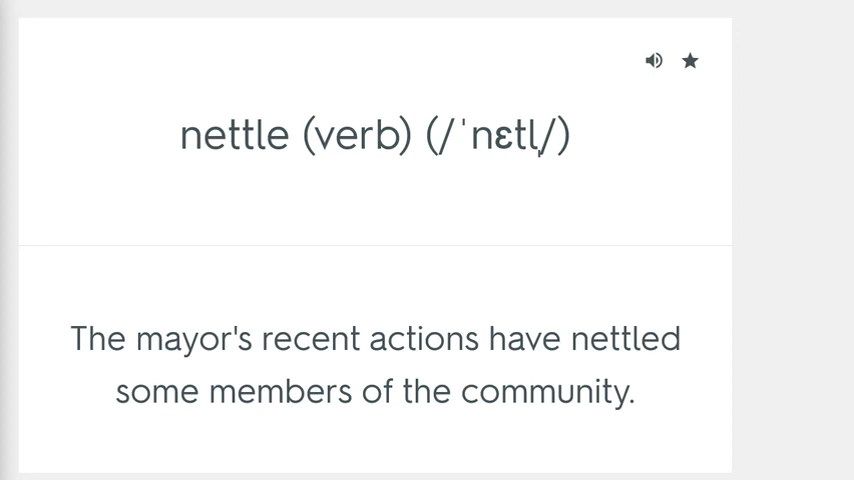 nettle (verb) (/ˈnɛtl̩/)
The mayor's recent actions have nettled
some members of the community.